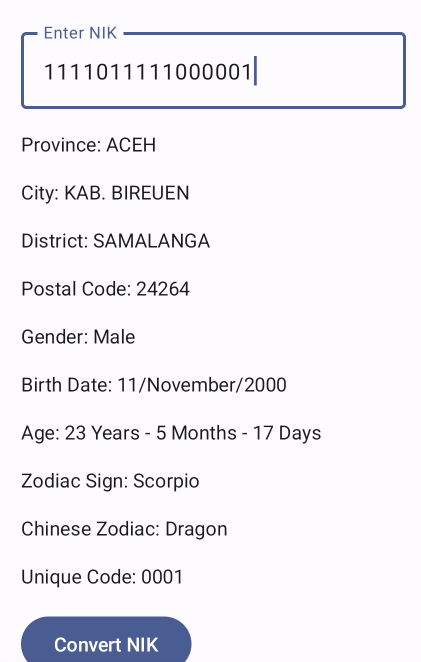 Enter NIK
1111011111000001
Province: ACEH
City: KAB. BIREUEN
District: SAMALANGA
Postal Code: 24264
Gender: Male
Birth Date: 11/November/2000
Age: 23 Years - 5 Months - 17 Days
Zodiac Sign: Scorpio
Chinese Zodiac: Dragon
Unique Code: 0001
Convert NIK